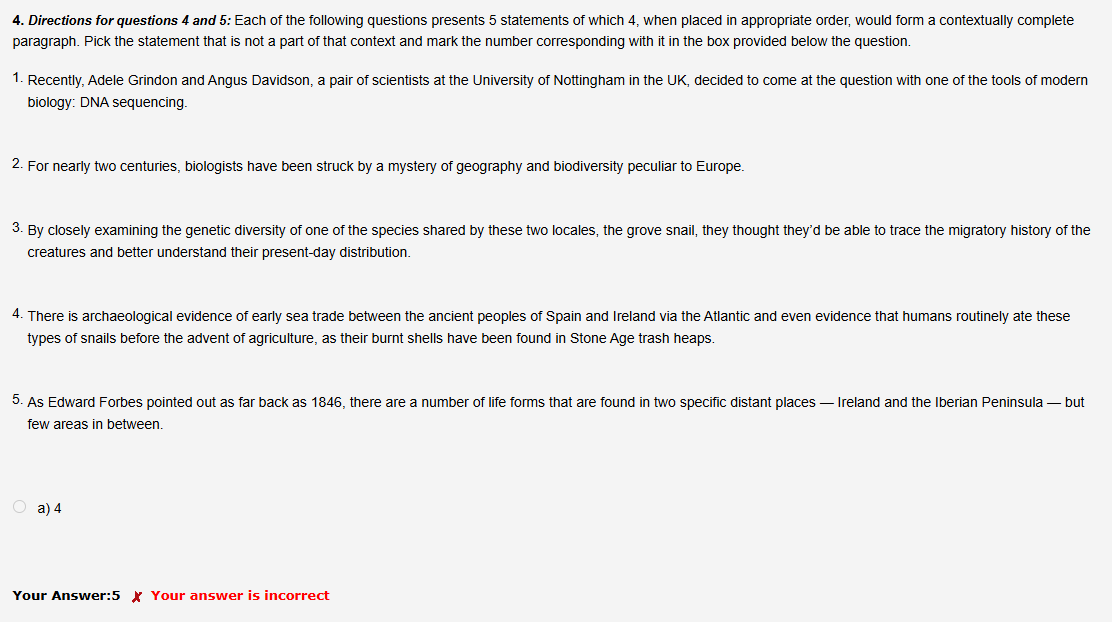 4. Directions for questions 4 and 5: Each of the following questions presents 5 statements of which 4, when placed in appropriate order, would form a contextually complete
paragraph. Pick the statement that is not a part of that context and mark the number corresponding with it in the box provided below the question.
1. Recently, Adele Grindon and Angus Davidson, a pair of scientists at the University of Nottingham in the UK, decided to come at the question with one of the tools of modern
biology: DNA sequencing.
2. For nearly two centuries, biologists have been struck by a mystery of geography and biodiversity peculiar to Europe.
3. By closely examining the genetic diversity of one of the species shared by these two locales, the grove snail, they thought they'd be able to trace the migratory history of the
creatures and better understand their present-day distribution.
4. There is archaeological evidence of early sea trade between the ancient peoples of Spain and Ireland via the Atlantic and even evidence that humans routinely ate these
types of snails before the advent of agriculture, as their burnt shells have been found in Stone Age trash heaps.
5. As Edward Forbes pointed out as far back as 1846, there are a number of life forms that are found in two specific distant places — Ireland and the Iberian Peninsula — but
few areas in between.
a) 4
Your Answer:5 ✗ Your answer is incorrect